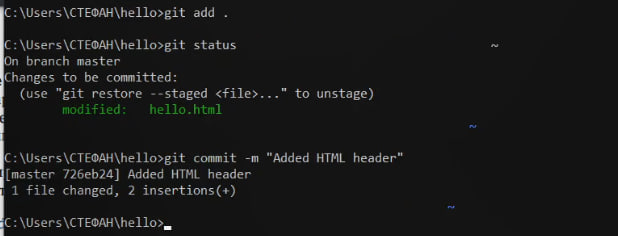 C:\Users\СТЕФАН\hello>git add .
C:\Users\СТЕФАН\hello>git status
On branch master
Changes to be committed:
(use "git restore --staged <file>..." to unstage)
modified: hello.html
C:\Users\СТЕФАН\hello>git commit -m "Added HTML header"
[master 726eb24] Added HTML header
1 file changed, 2 insertions(+)
C:\Users\СТЕФАН\hello>